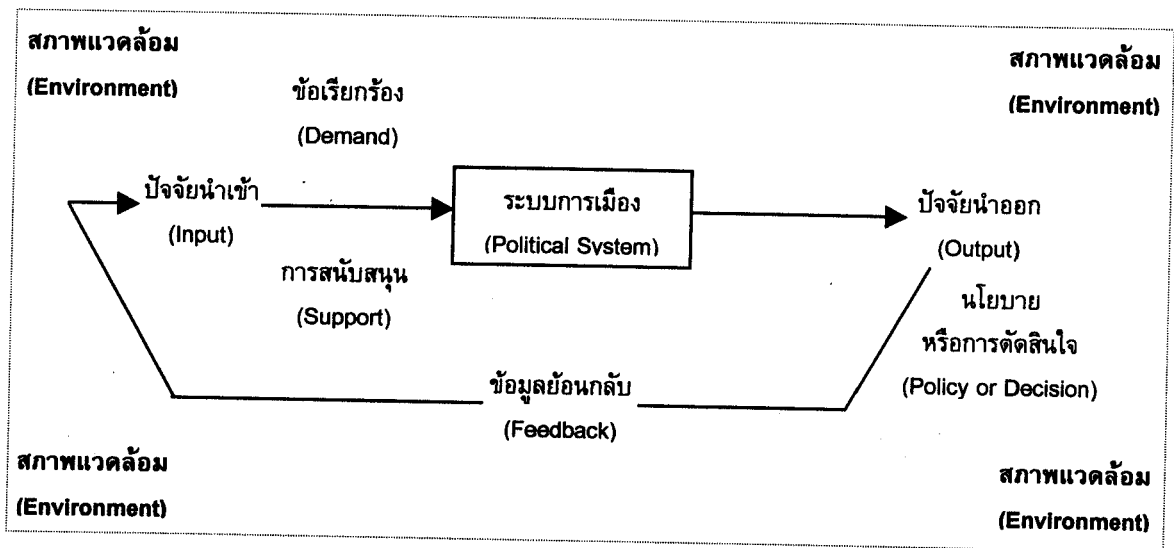 สภาพแวดล้อม
(Environment)
สภาพแวดล้อม
(Environment)
ข้อเรียกร้อง
(Demand)
ปัจจัยนำเข้า
(Input)
ระบบการเมือง
(Political System)
ปัจจัยนำออก
(Output)
การสนับสนุน
(Support)
นโยบาย
หรือการตัดสินใจ
(Policy or Decision)
ข้อมูลย้อนกลับ
(Feedback)
สภาพแวดล้อม
(Environment)
สภาพแวดล้อม
(Environment)